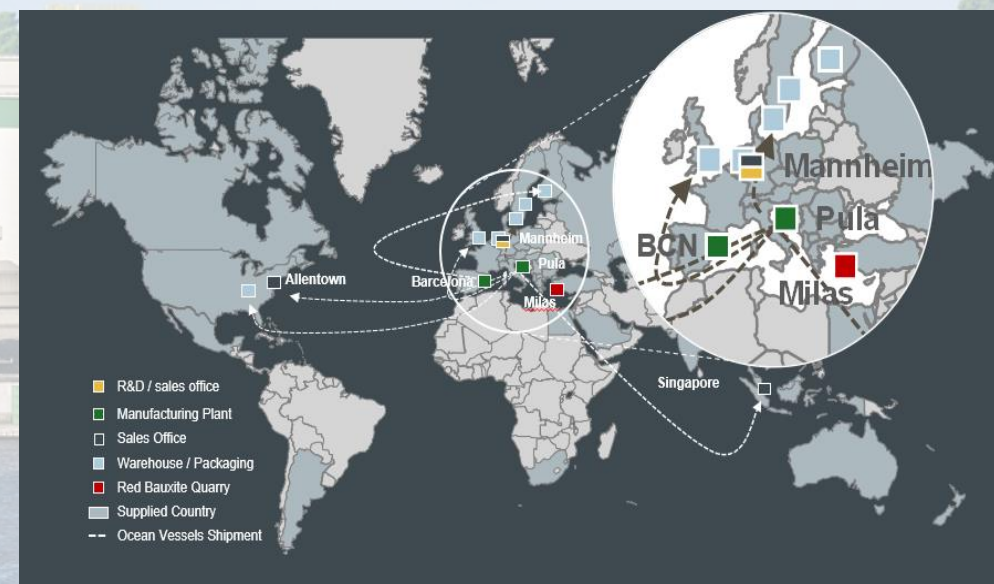 Mannheim
Pula
BCN
Milas
Mannheim
Pula
Barcelona
Milas
Allentown
Singapore
R&D / sales office
Manufacturing Plant
Sales Office
Warehouse / Packaging
Red Bauxite Quarry
Supplied Country
Ocean Vessels Shipment